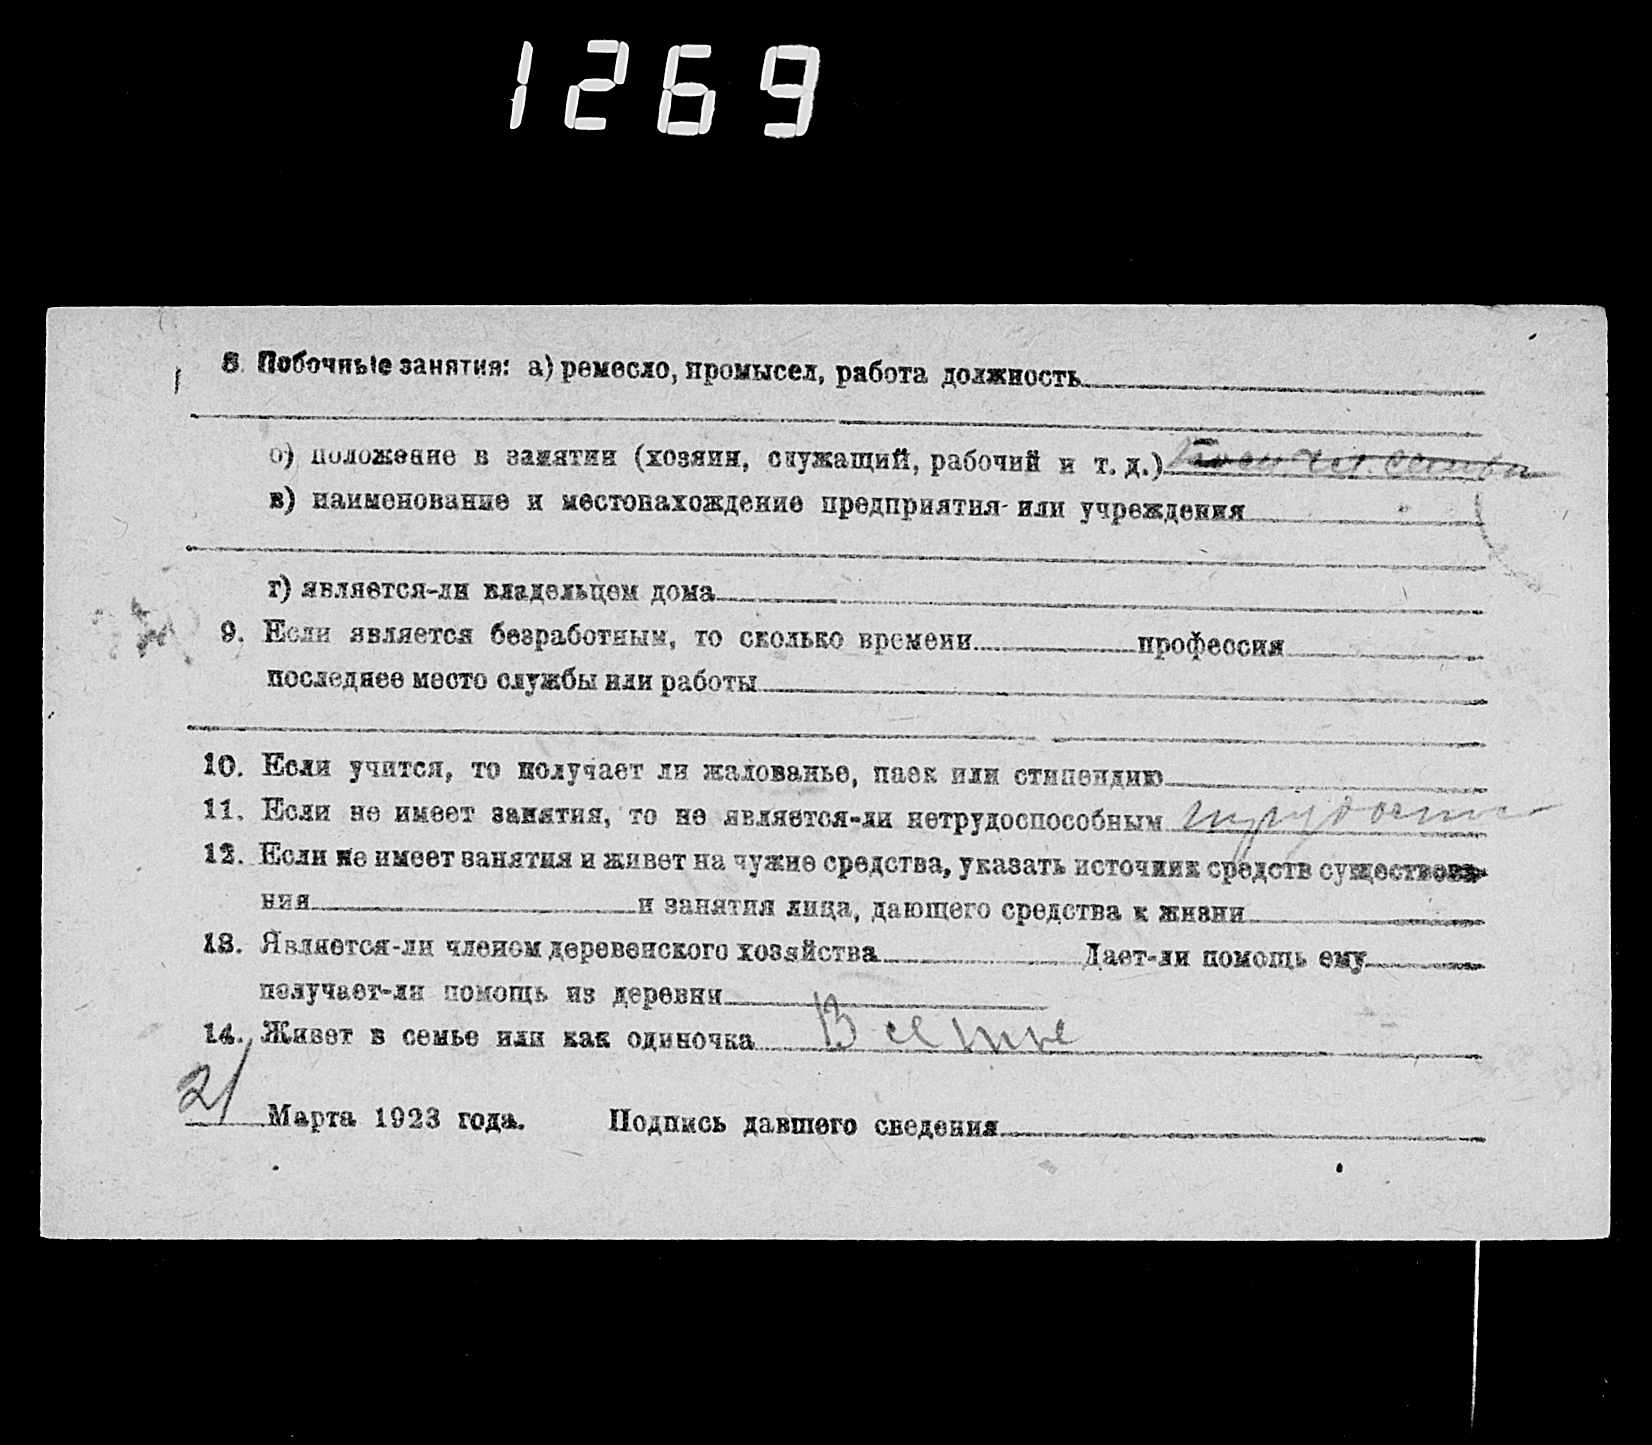 1269
8. Побочные занятия: а) ремесло, промысел, работа должность
б) положение в занятии (хозяин, служащий, рабочий и т. д.)
в) наименование и местонахождение предприятия или учреждения
г) является-ли владельцем дома
9. Если является безработным, то сколько времени профессия
последнее место службы или работы
10. Если учится, то получает ли жалованье, паек или стипендию
11. Если не имеет занятия, то не является-ли нетрудоспособным
12. Если не имеет занятия и живет на чужие средства, указать источник средств существова-
ния и занятия лица, дающего средства к жизни
13. Является-ли членом деревенского хозяйства Дает-ли помощь ему
получает-ли помощь из деревни
14. Живет в семье или как одиночка В семье
21 Марта 1923 года. Подпись давшего сведения